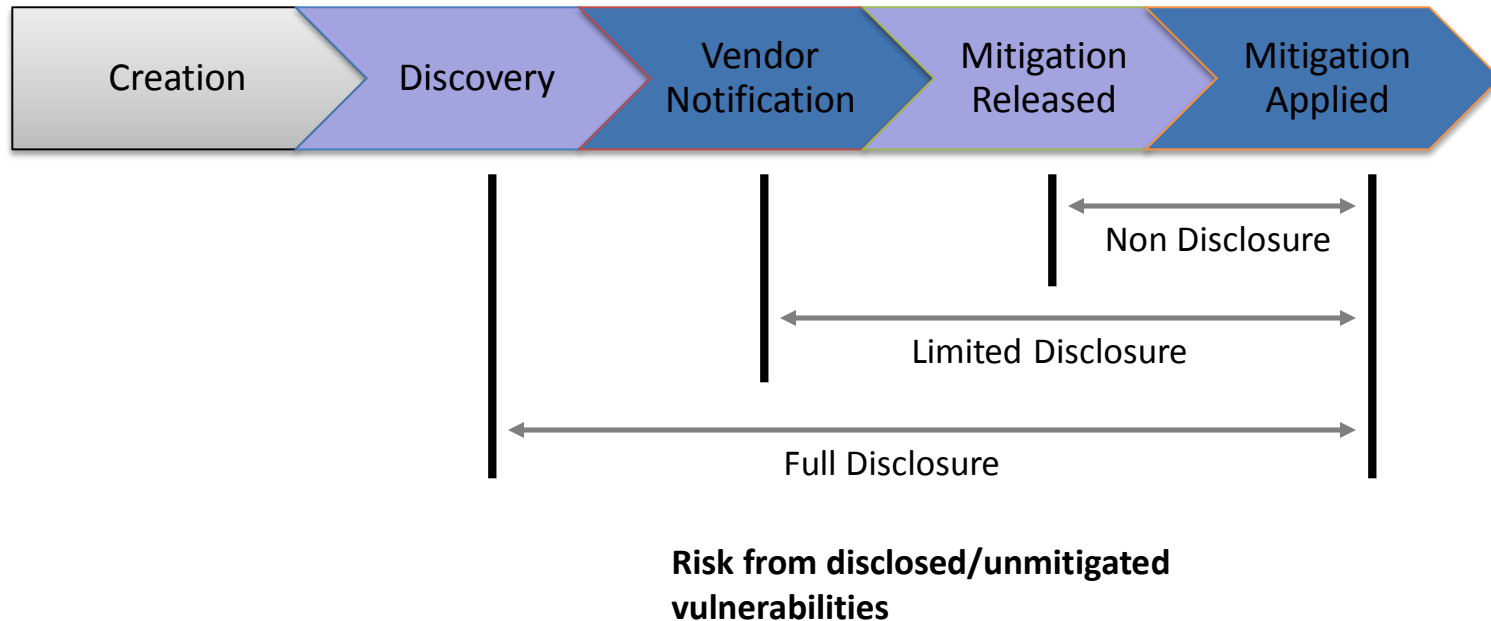 Creation
Discovery
Vendor
Notification
Mitigation
Released
Mitigation
Applied
Non Disclosure
Limited Disclosure
Full Disclosure
Risk from disclosed/unmitigated
vulnerabilities